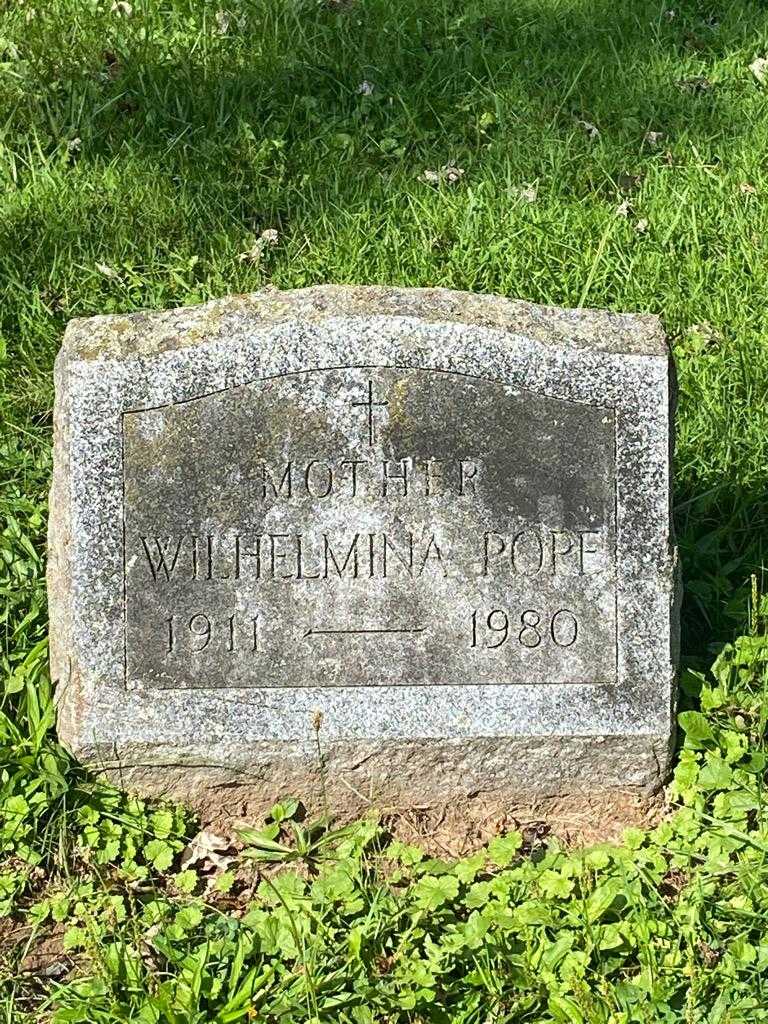 MOTHER
WILHELMINA POPE
1911 — 1980